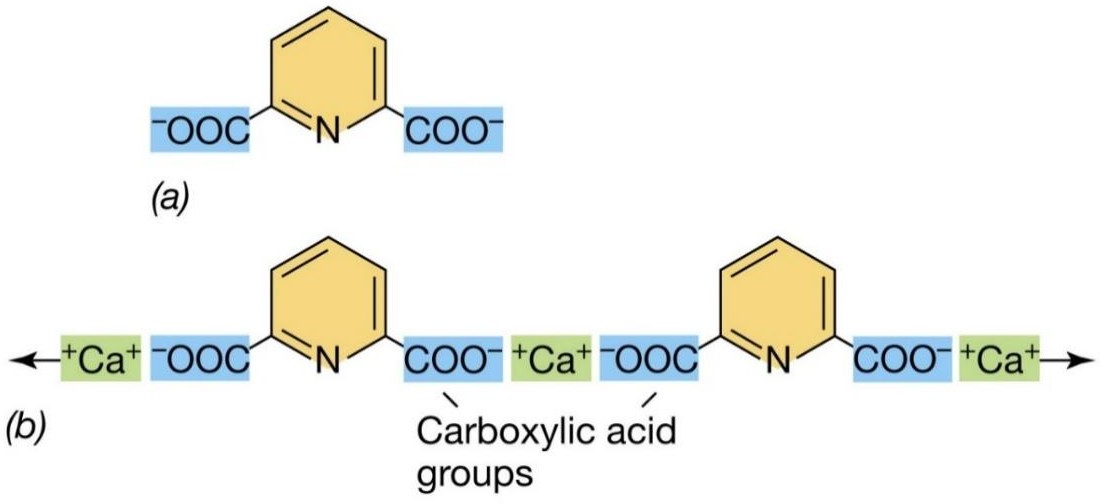 ⁻OOC N COO⁻
(a)
⁺Ca⁺ ⁻OOC N COO⁻ ⁺Ca⁺ ⁻OOC N COO⁻ ⁺Ca⁺
(b)
Carboxylic acid
groups